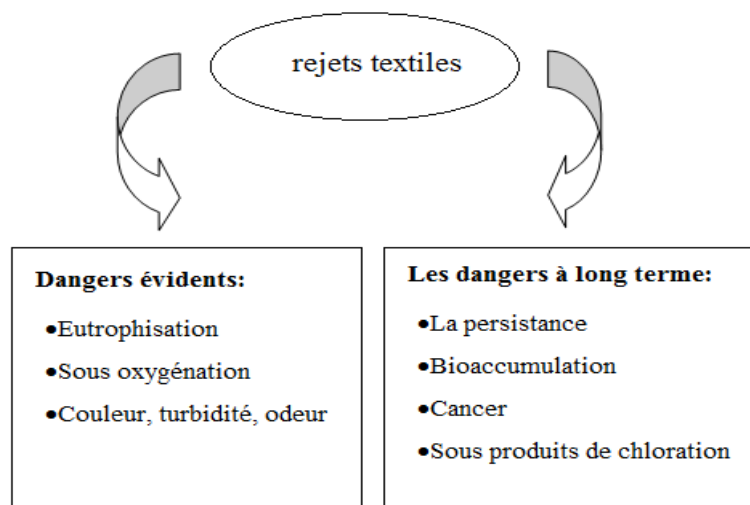 rejets textiles
Dangers évidents:
•Eutrophisation
•Sous oxygénation
•Couleur, turbidité, odeur
Les dangers à long terme:
•La persistance
•Bioaccumulation
•Cancer
•Sous produits de chloration